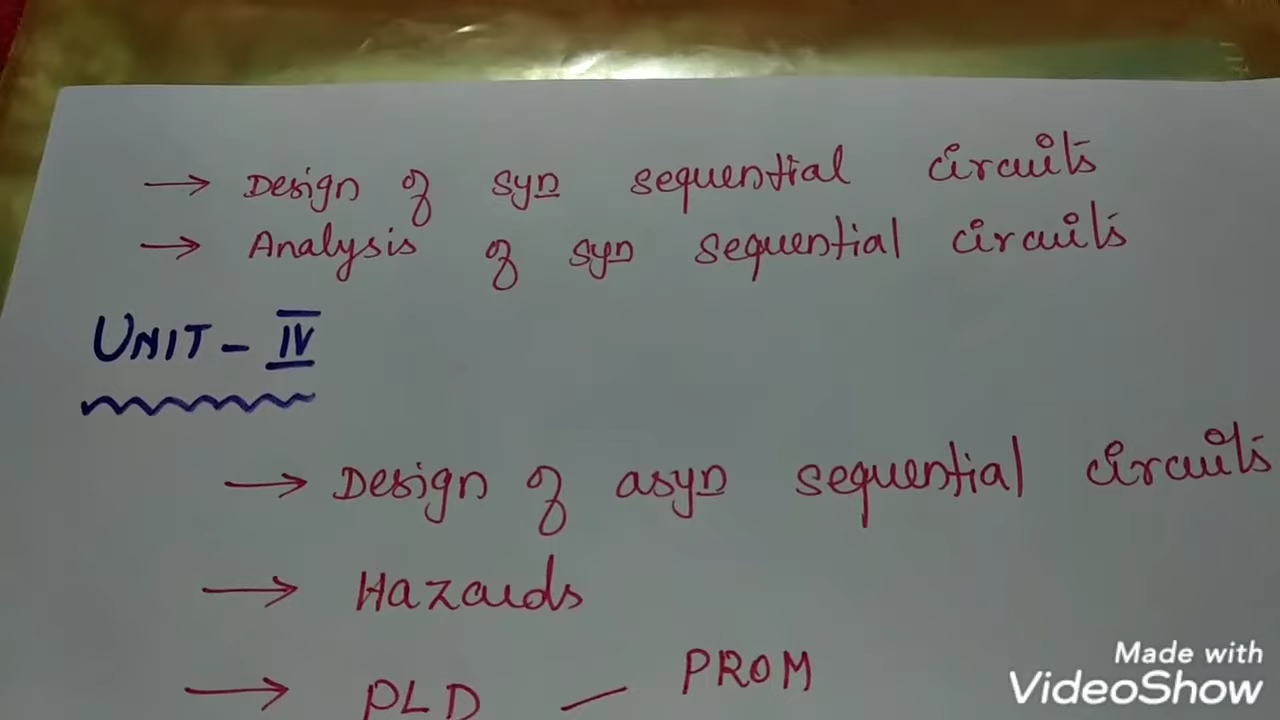 → Design of syn sequential circuits
→ Analysis of syn sequential circuits
UNIT - IV
→ Design of asyn sequential circuits
→ Hazards
→ PLD — PROM
Made with
VideoShow